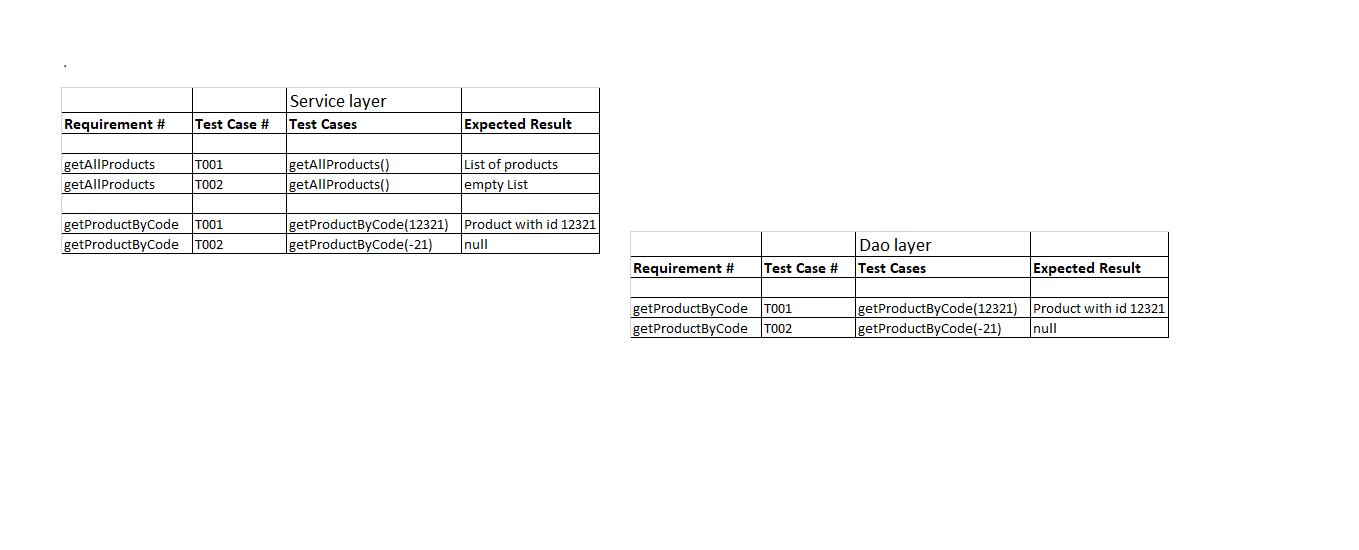 .
Service layer
Requirement # Test Case # Test Cases Expected Result
getAllProducts T001 getAllProducts() List of products
getAllProducts T002 getAllProducts() empty List
getProductByCode T001 getProductByCode(12321) Product with id 12321
getProductByCode T002 getProductByCode(-21) null
Dao layer
Requirement # Test Case # Test Cases Expected Result
getProductByCode T001 getProductByCode(12321) Product with id 12321
getProductByCode T002 getProductByCode(-21) null